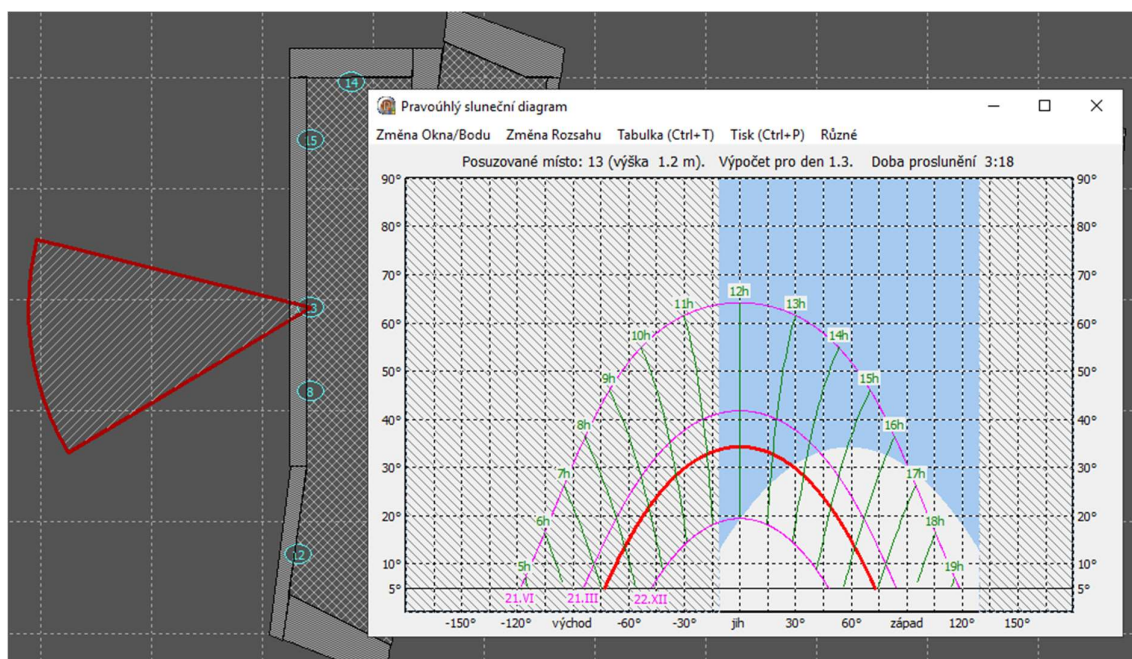 14
15
13
8
12
Pravoúhlý sluneční diagram
Změna Okna/Bodu Změna Rozsahu Tabulka (Ctrl+T) Tisk (Ctrl+P) Různé
Posuzované místo: 13 (výška 1.2 m). Výpočet pro den 1.3. Doba proslunění 3:18
90° 90°
80° 80°
70° 70°
60° 12h 60°
11h 13h
10h 14h
50° 50°
9h 15h
40° 40°
8h 16h
30° 30°
7h 17h
20° 20°
6h 18h
10° 10°
5h 19h
5° 5°
21.VI 21.III 22.XII
-150° -120° východ -60° -30° jih 30° 60° západ 120° 150°